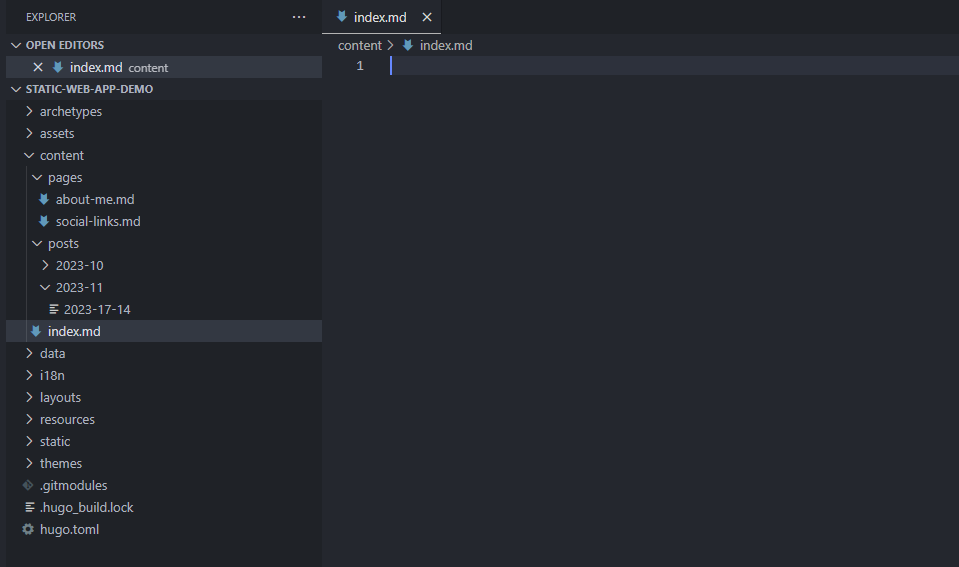 EXPLORER
OPEN EDITORS
index.md content
STATIC-WEB-APP-DEMO
archetypes
assets
content
pages
about-me.md
social-links.md
posts
2023-10
2023-11
2023-17-14
index.md
data
i18n
layouts
resources
static
themes
.gitmodules
.hugo_build.lock
hugo.toml
index.md
content > index.md
1